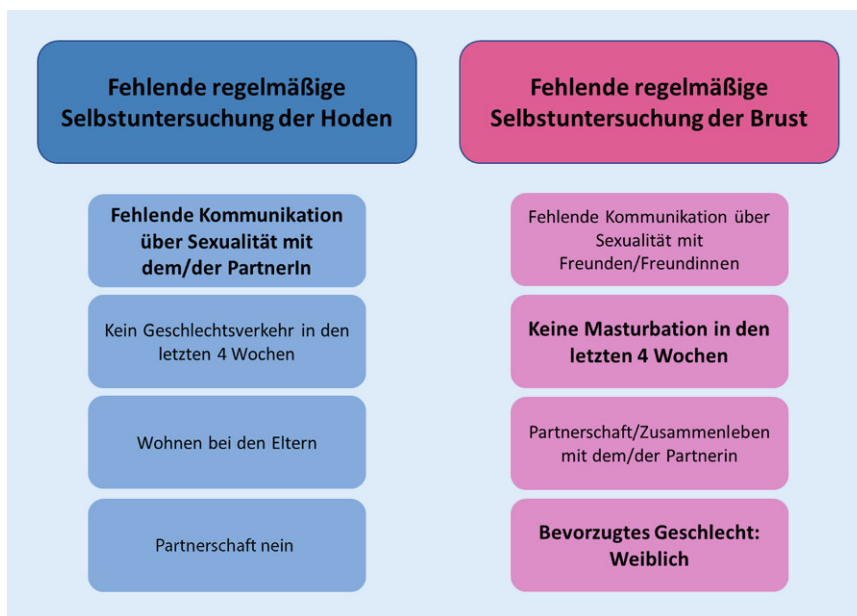 Fehlende regelmäßige
Selbstuntersuchung der Hoden
Fehlende Kommunikation
über Sexualität mit
dem/der PartnerIn
Kein Geschlechtsverkehr in den
letzten 4 Wochen
Wohnen bei den Eltern
Partnerschaft nein
Fehlende regelmäßige
Selbstuntersuchung der Brust
Fehlende Kommunikation über
Sexualität mit
Freunden/Freundinnen
Keine Masturbation in den
letzten 4 Wochen
Partnerschaft/Zusammenleben
mit dem/der Partnerin
Bevorzugtes Geschlecht:
Weiblich